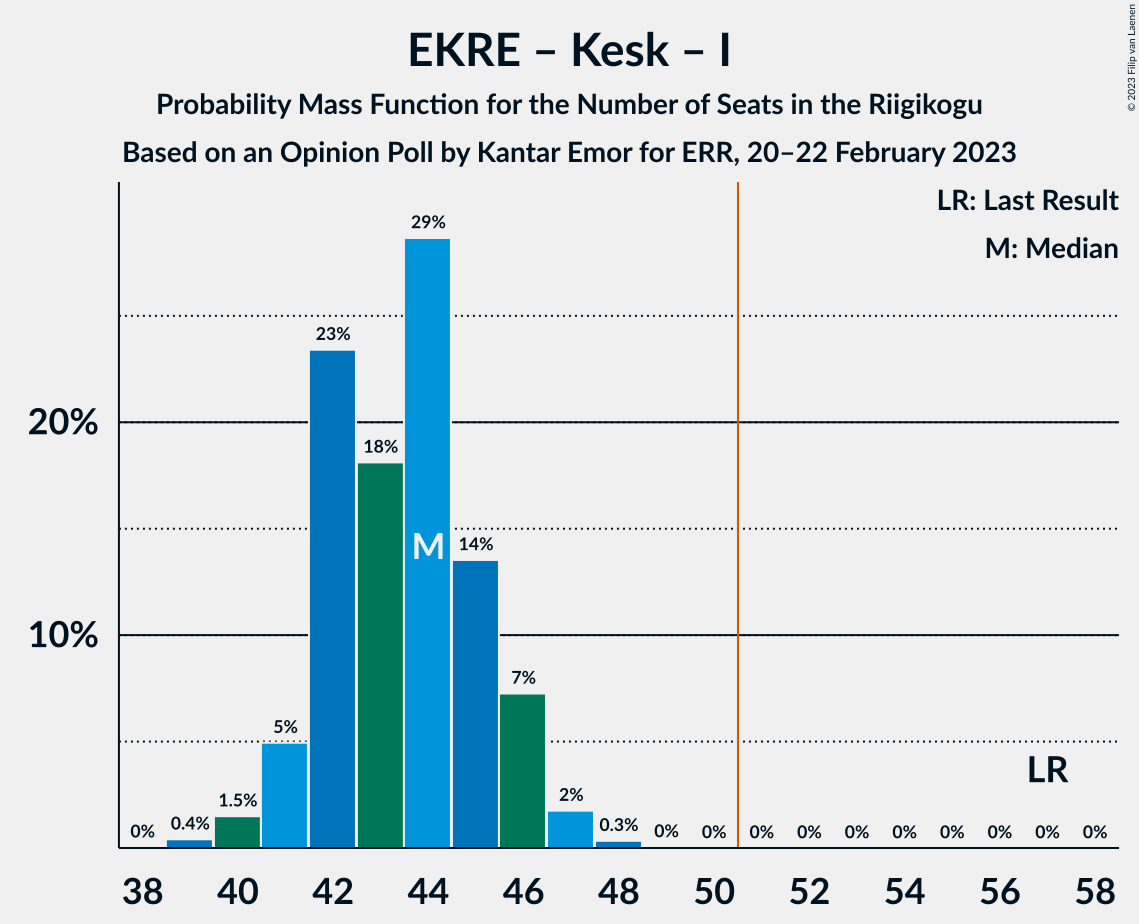 EKRE – Kesk – I
Probability Mass Function for the Number of Seats in the Riigikogu
Based on an Opinion Poll by Kantar Emor for ERR, 20–22 February 2023
© 2023 Filip van Laenen
LR: Last Result
M: Median
20%
10%
0%
0.4%
1.5%
5%
23%
18%
29%
14%
7%
2%
0.3%
0%
0%
0%
0%
0%
0%
0%
0%
0%
0%
M
LR
38 40 42 44 46 48 50 52 54 56 58